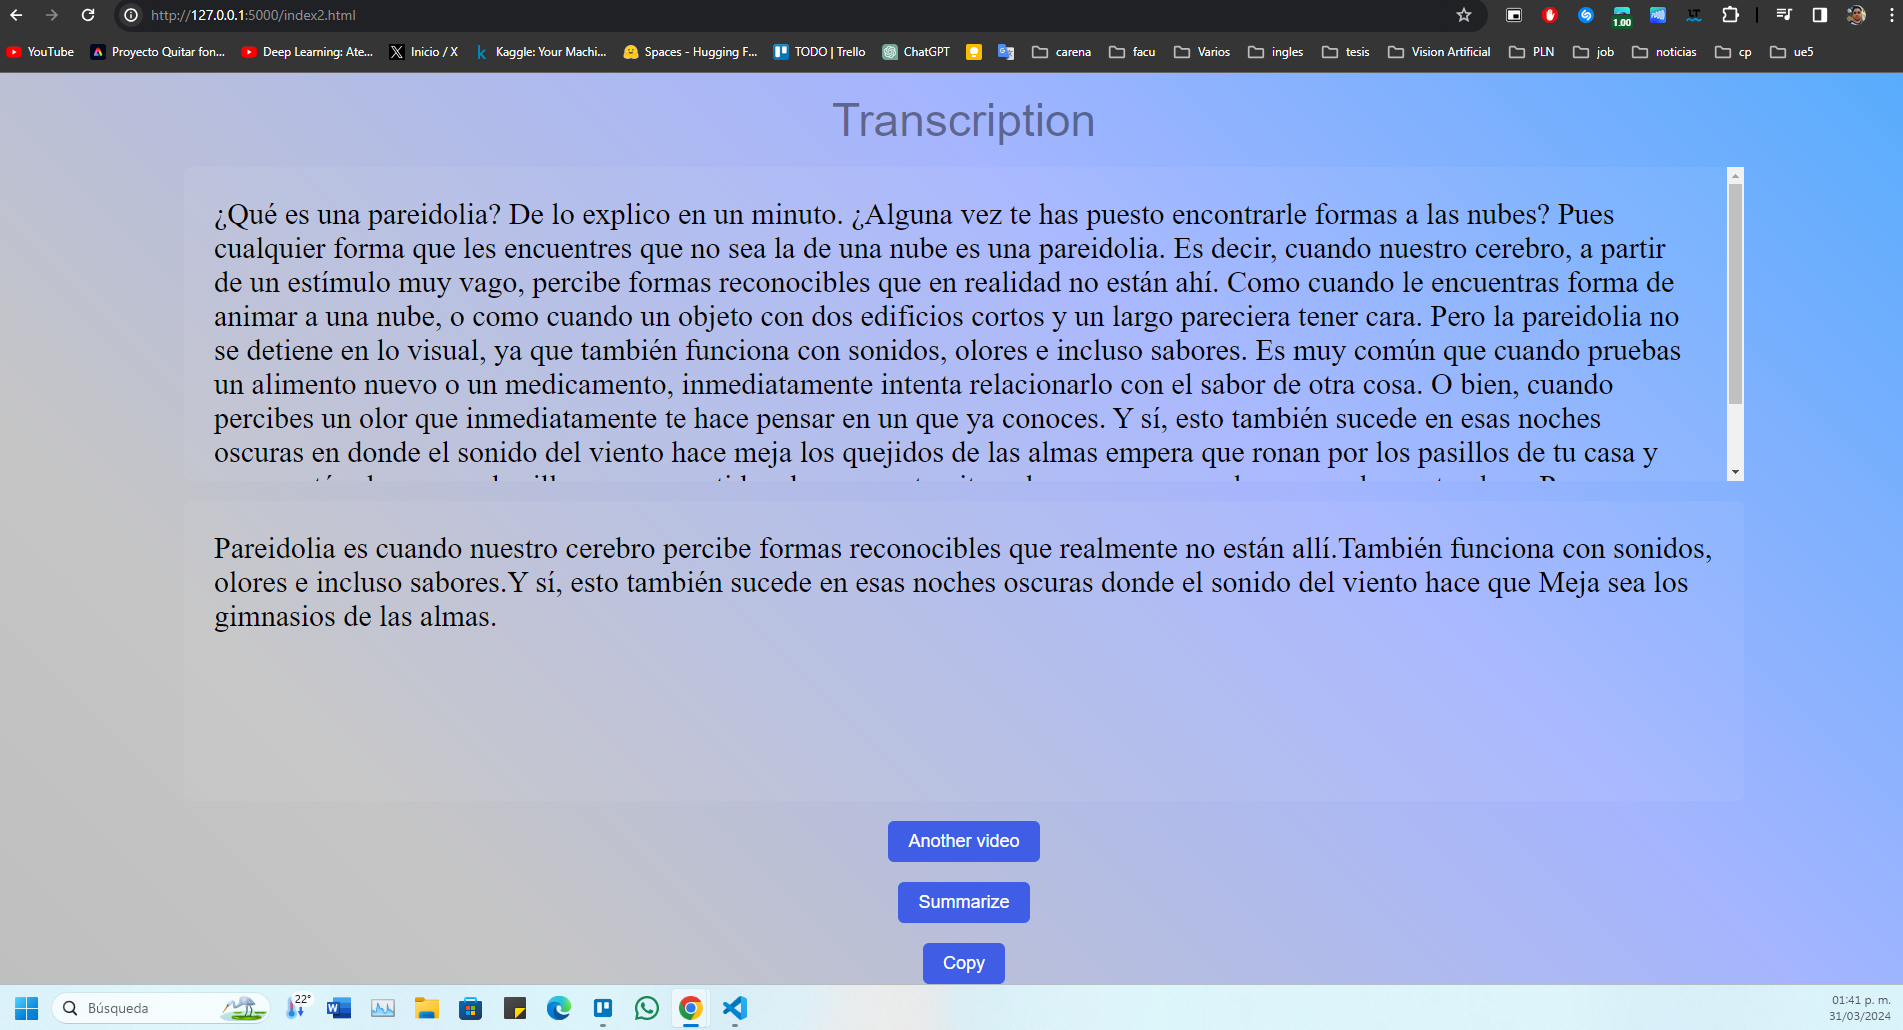 http://127.0.0.1:5000/index2.html
1.00
YouTube Proyecto Quitar fon... Deep Learning: Ate... Inicio / X Kaggle: Your Machi... Spaces - Hugging F... TODO | Trello ChatGPT carena facu Varios ingles tesis Vision Artificial PLN job noticias cp ue5
Transcription
¿Qué es una pareidolia? De lo explico en un minuto. ¿Alguna vez te has puesto encontrarle formas a las nubes? Pues
cualquier forma que les encuentres que no sea la de una nube es una pareidolia. Es decir, cuando nuestro cerebro, a partir
de un estímulo muy vago, percibe formas reconocibles que en realidad no están ahí. Como cuando le encuentras forma de
animar a una nube, o como cuando un objeto con dos edificios cortos y un largo pareciera tener cara. Pero la pareidolia no
se detiene en lo visual, ya que también funciona con sonidos, olores e incluso sabores. Es muy común que cuando pruebas
un alimento nuevo o un medicamento, inmediatamente intenta relacionarlo con el sabor de otra cosa. O bien, cuando
percibes un olor que inmediatamente te hace pensar en un que ya conoces. Y sí, esto también sucede en esas noches
oscuras en donde el sonido del viento hace meja los quejidos de las almas empera que ronan por los pasillos de tu casa y
Pareidolia es cuando nuestro cerebro percibe formas reconocibles que realmente no están allí.También funciona con sonidos,
olores e incluso sabores.Y sí, esto también sucede en esas noches oscuras donde el sonido del viento hace que Meja sea los
gimnasios de las almas.
Another video
Summarize
Copy
Búsqueda
22°
01:41 p. m.
31/03/2024